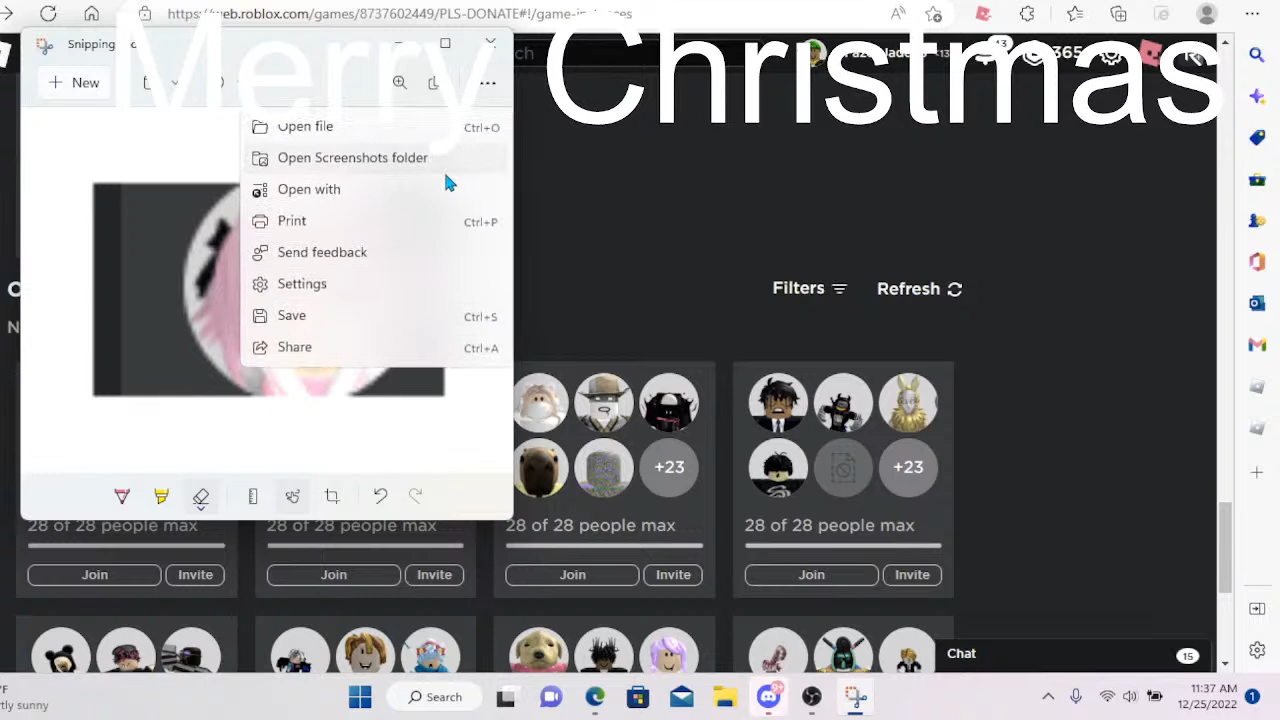 https://web.roblox.com/games/8737602449/PLS-DONATE#!/game-instances
Snipping
Merry Christmas
13
365
New
Open file Ctrl+O
Open Screenshots folder
Open with
Print Ctrl+P
Send feedback
Settings
Save Ctrl+S
Share Ctrl+A
Filters
Refresh
+23
+23
28 of 28 people max
28 of 28 people max
28 of 28 people max
28 of 28 people max
Join Invite
Join Invite
Join Invite
Join Invite
Chat 15
Search
11:37 AM
12/25/2022